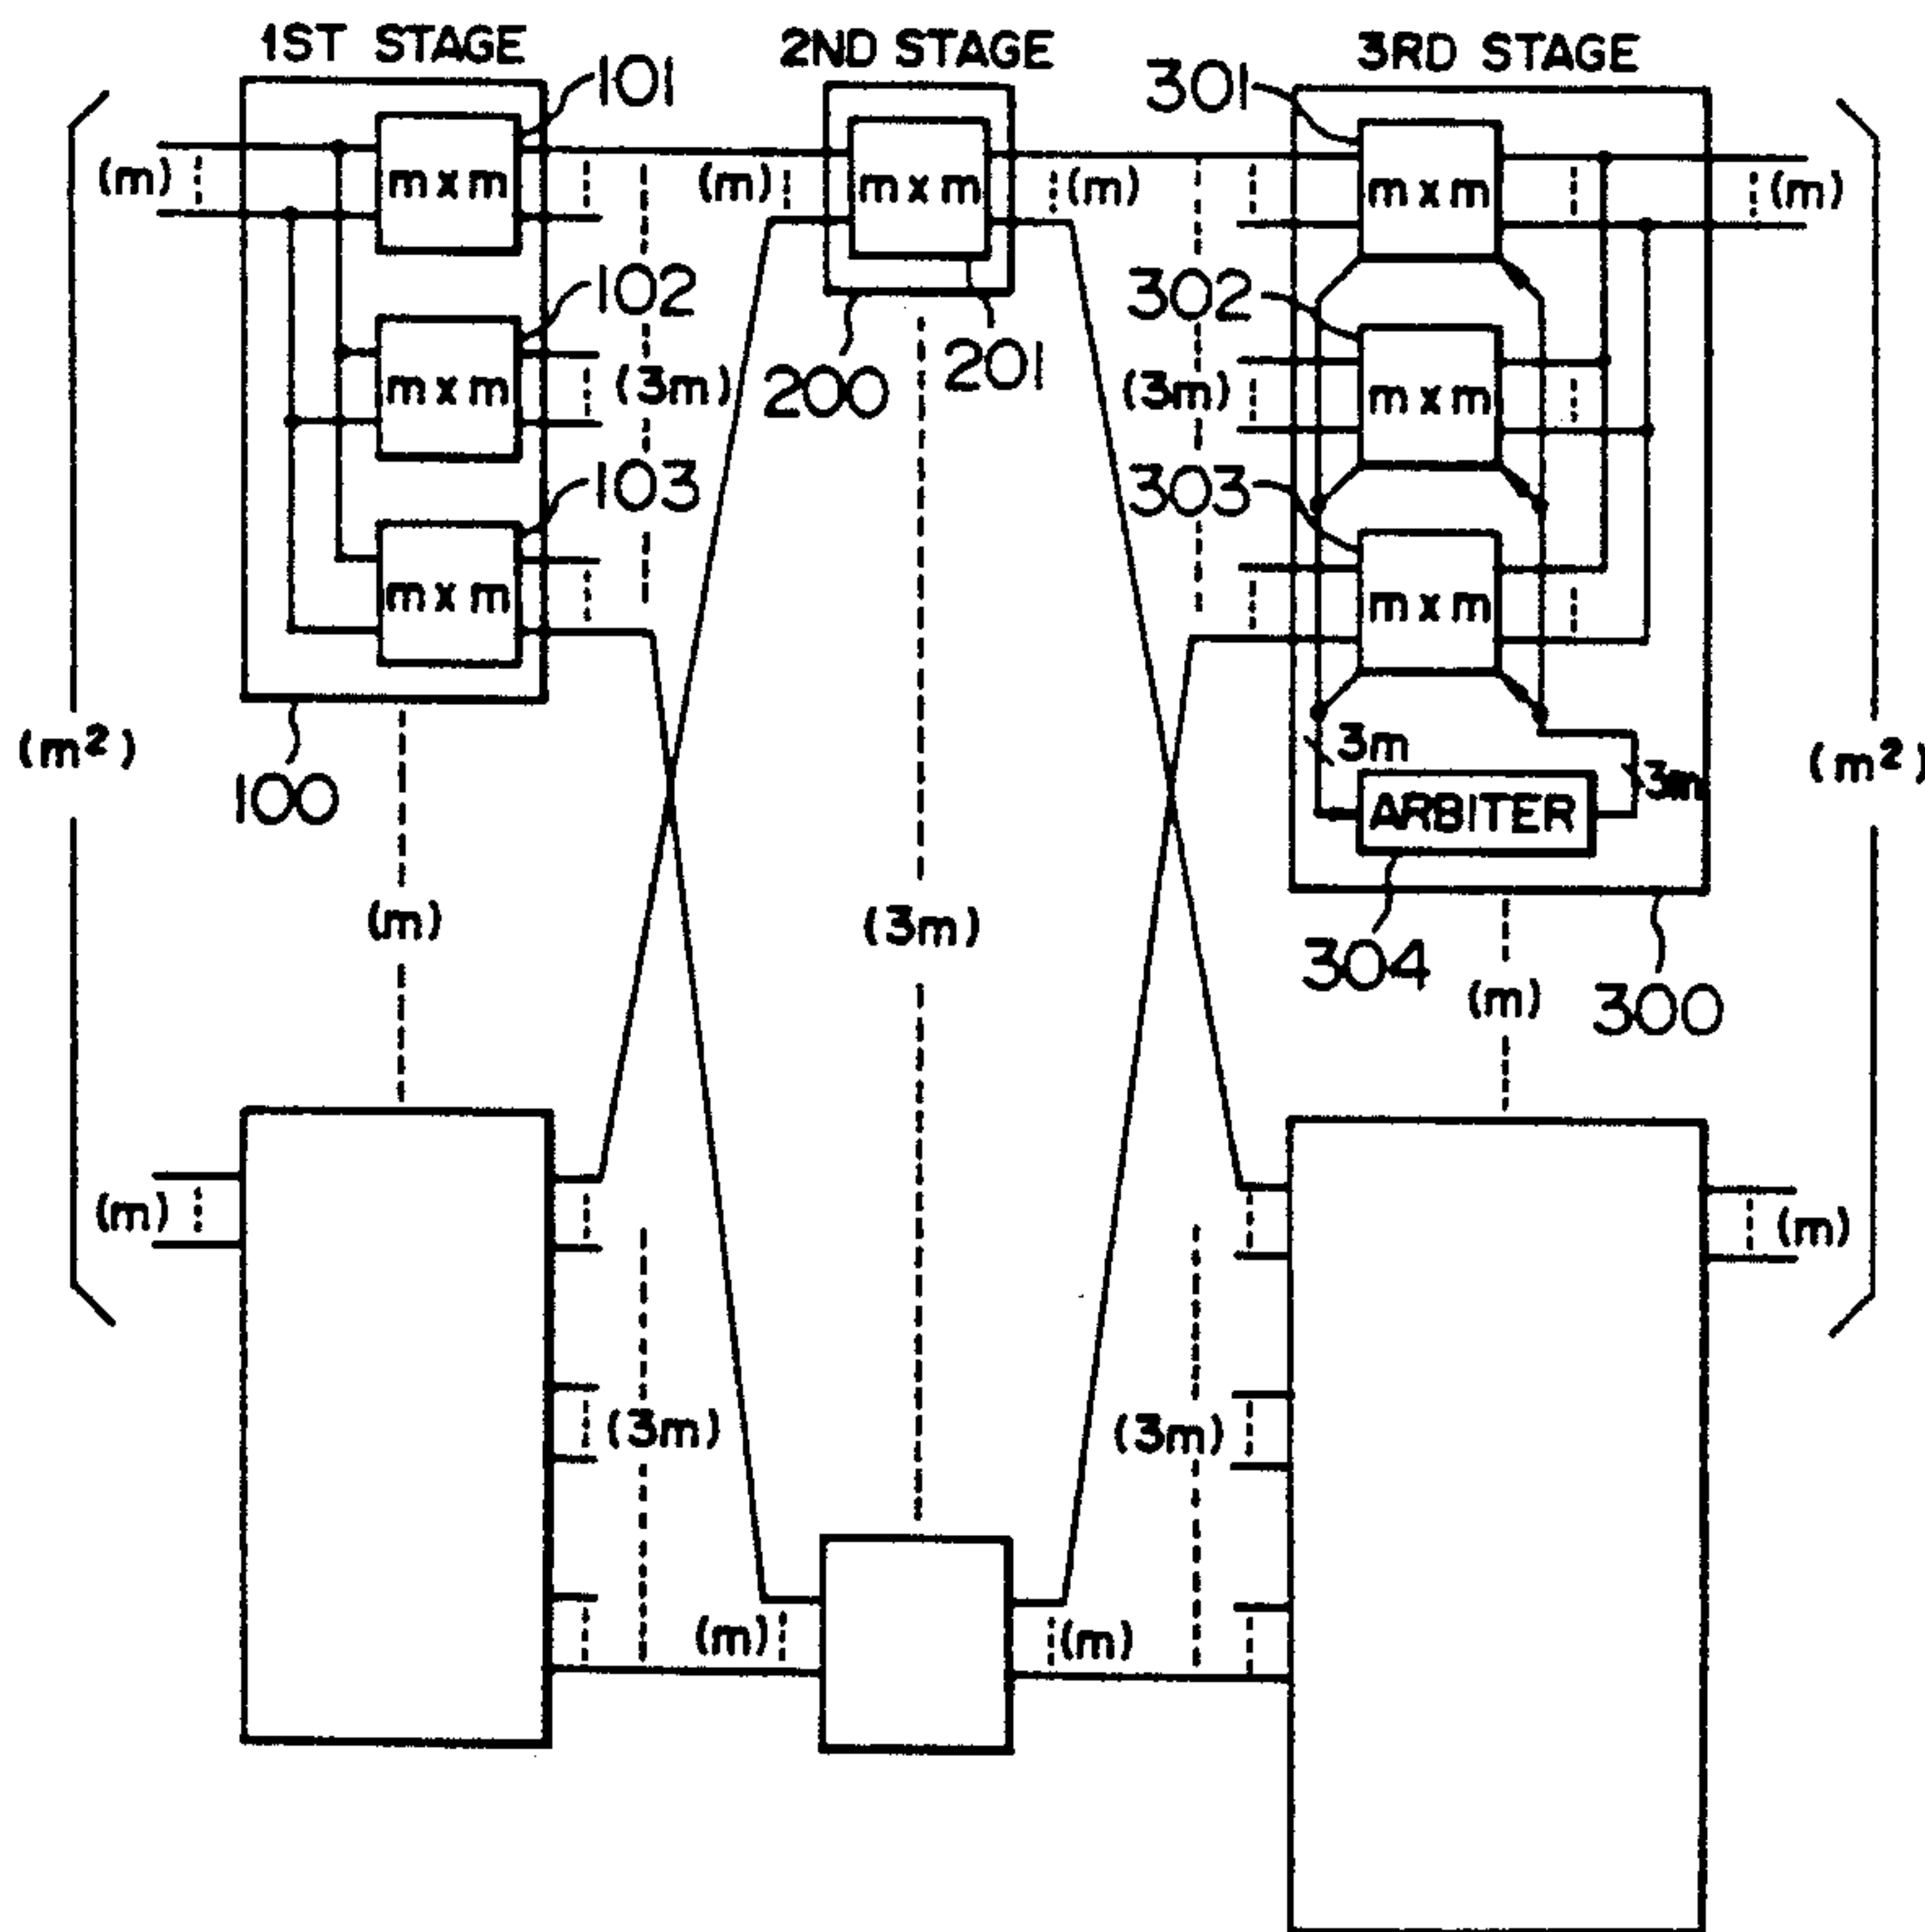 1ST STAGE
2ND STAGE
3RD STAGE
101
301
(m)
m x m
(m)
m x m
(m)
m x m
(m)
102
302
m x m
(3m)
200
201
(3m)
m x m
103
303
m x m
m x m
(m²)
3m
3m
(m²)
100
ARBITER
(m)
(3m)
304
(m)
300
(m)
(m)
(3m)
(3m)
(m)
(m)